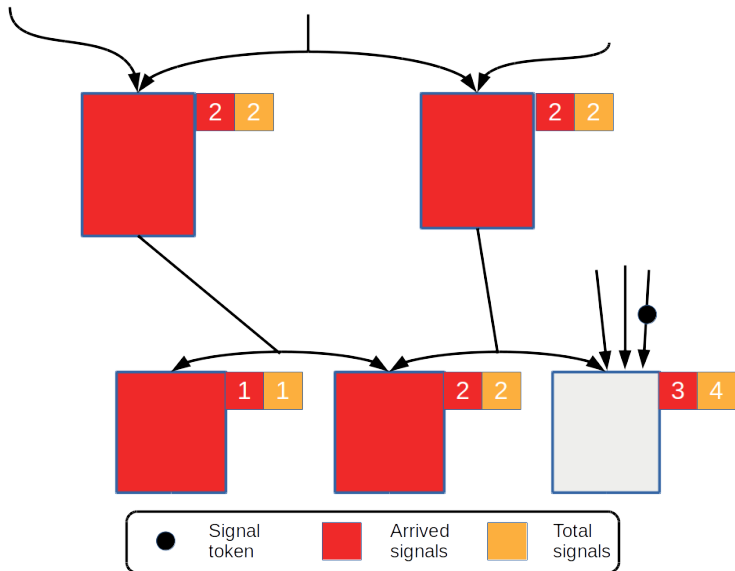 2 2
2 2
1 1
2 2
3 4
Signal
token
Arrived
signals
Total
signals